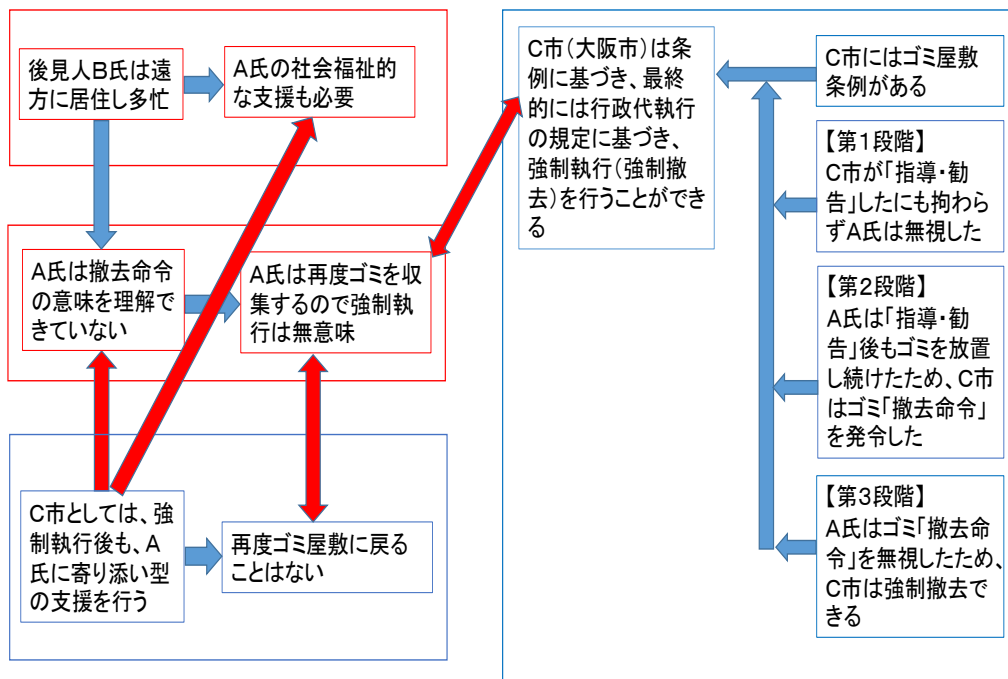 後見人B氏は遠
方に居住し多忙
A氏の社会福祉的
な支援も必要
A氏は撤去命令
の意味を理解で
きていない
A氏は再度ゴミを収
集するので強制執
行は無意味
C市としては、強
制執行後も、A
氏に寄り添い型
の支援を行う
再度ゴミ屋敷に戻る
ことはない
C市(大阪市)は条
例に基づき、最終
的には行政代執行
の規定に基づき、
強制執行(強制撤
去)を行うことができ
る
C市にはゴミ屋敷
条例がある
【第1段階】
C市が「指導・勧
告」したにも拘わら
ずA氏は無視した
【第2段階】
A氏は「指導・勧
告」後もゴミを放置
し続けたため、C市
はゴミ「撤去命令」
を発令した
【第3段階】
A氏はゴミ「撤去命
令」を無視したため、
C市は強制撤去で
きる